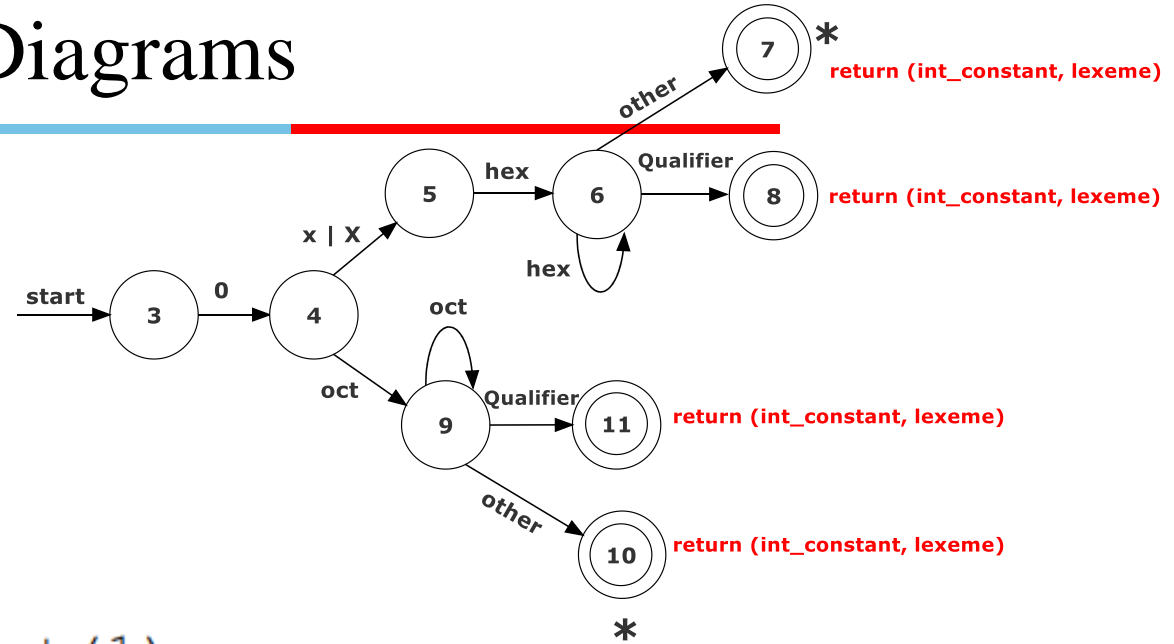 Diagrams
7
*
return (int_constant, lexeme)
other
Qualifier
5
hex
6
8
return (int_constant, lexeme)
x | X
hex
start
3
0
4
oct
oct
Qualifier
9
11
return (int_constant, lexeme)
other
10
return (int_constant, lexeme)
*